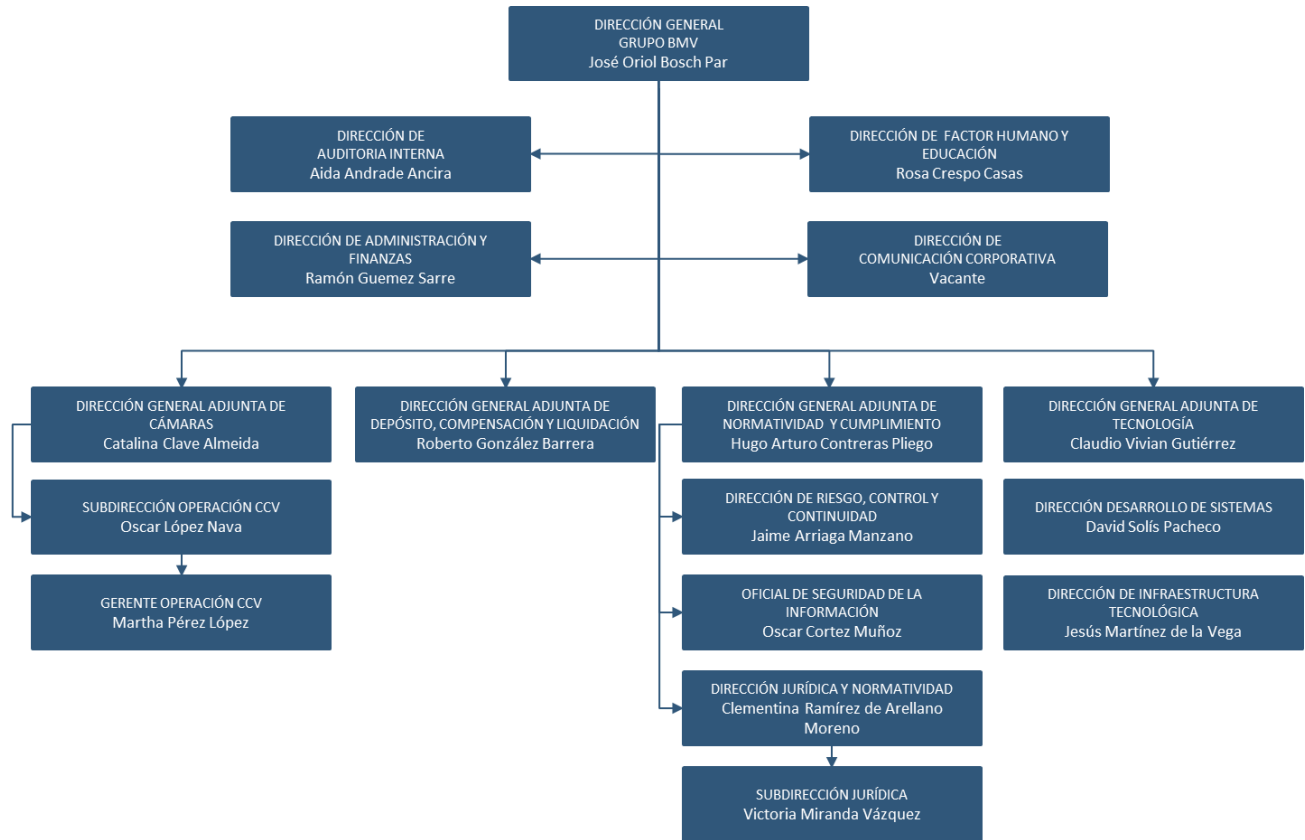 DIRECCIÓN GENERAL
GRUPO BMV
José Oriol Bosch Par
DIRECCIÓN DE
AUDITORIA INTERNA
Aida Andrade Ancira
DIRECCIÓN DE FACTOR HUMANO Y
EDUCACIÓN
Rosa Crespo Casas
DIRECCIÓN DE ADMINISTRACIÓN Y
FINANZAS
Ramón Guemez Sarre
DIRECCIÓN DE
COMUNICACIÓN CORPORATIVA
Vacante
DIRECCIÓN GENERAL ADJUNTA DE
CÁMARAS
Catalina Clave Almeida
DIRECCIÓN GENERAL ADJUNTA DE
DEPÓSITO, COMPENSACIÓN Y LIQUIDACIÓN
Roberto González Barrera
DIRECCIÓN GENERAL ADJUNTA DE
NORMATIVIDAD Y CUMPLIMIENTO
Hugo Arturo Contreras Pliego
DIRECCIÓN GENERAL ADJUNTA DE
TECNOLOGÍA
Claudio Vivian Gutiérrez
SUBDIRECCIÓN OPERACIÓN CCV
Oscar López Nava
DIRECCIÓN DE RIESGO, CONTROL Y
CONTINUIDAD
Jaime Arriaga Manzano
DIRECCIÓN DESARROLLO DE SISTEMAS
David Solís Pacheco
GERENTE OPERACIÓN CCV
Martha Pérez López
OFICIAL DE SEGURIDAD DE LA
INFORMACIÓN
Oscar Cortez Muñoz
DIRECCIÓN DE INFRAESTRUCTURA
TECNOLÓGICA
Jesús Martínez de la Vega
DIRECCIÓN JURÍDICA Y NORMATIVIDAD
Clementina Ramírez de Arellano
Moreno
SUBDIRECCIÓN JURÍDICA
Victoria Miranda Vázquez